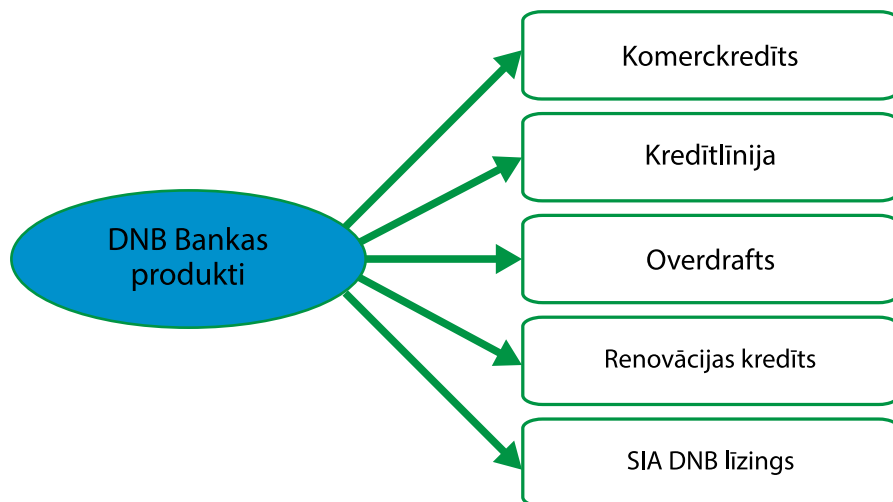 DNB Bankas
produkti
Komerckredīts
Kredītlīnija
Overdrafts
Renovācijas kredīts
SIA DNB līzings